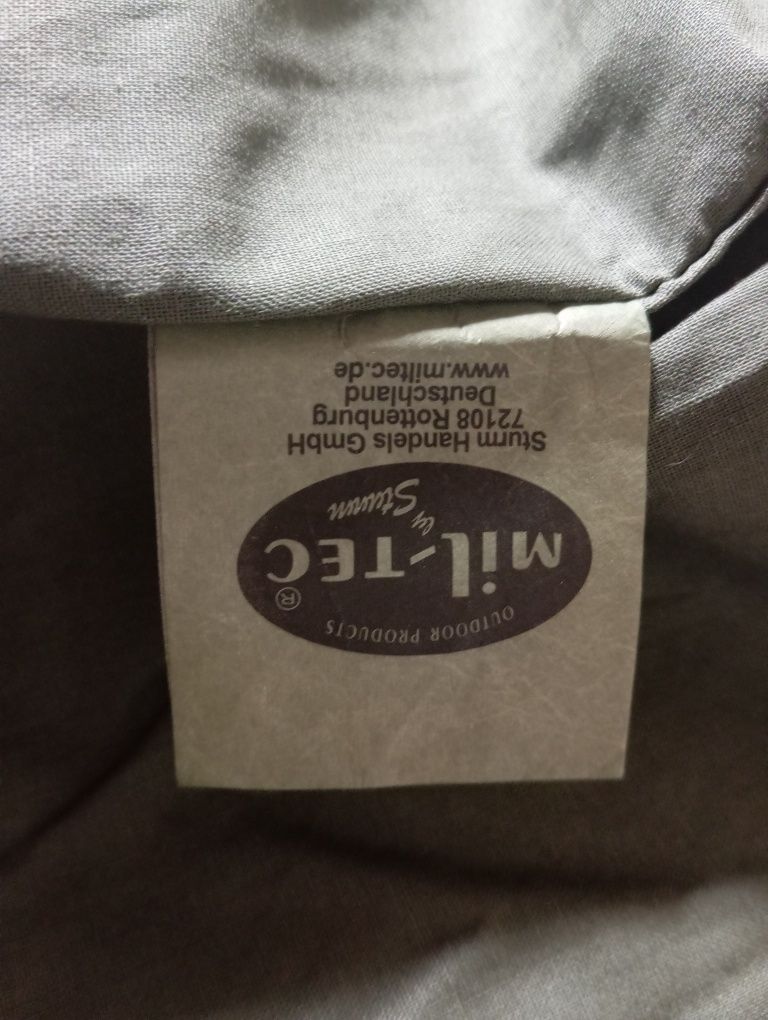 OUTDOOR PRODUCTS
MiL-TEC ®
by Sturm
Sturm Handels GmbH
72108 Rottenburg
Deutschland
www.miltec.de